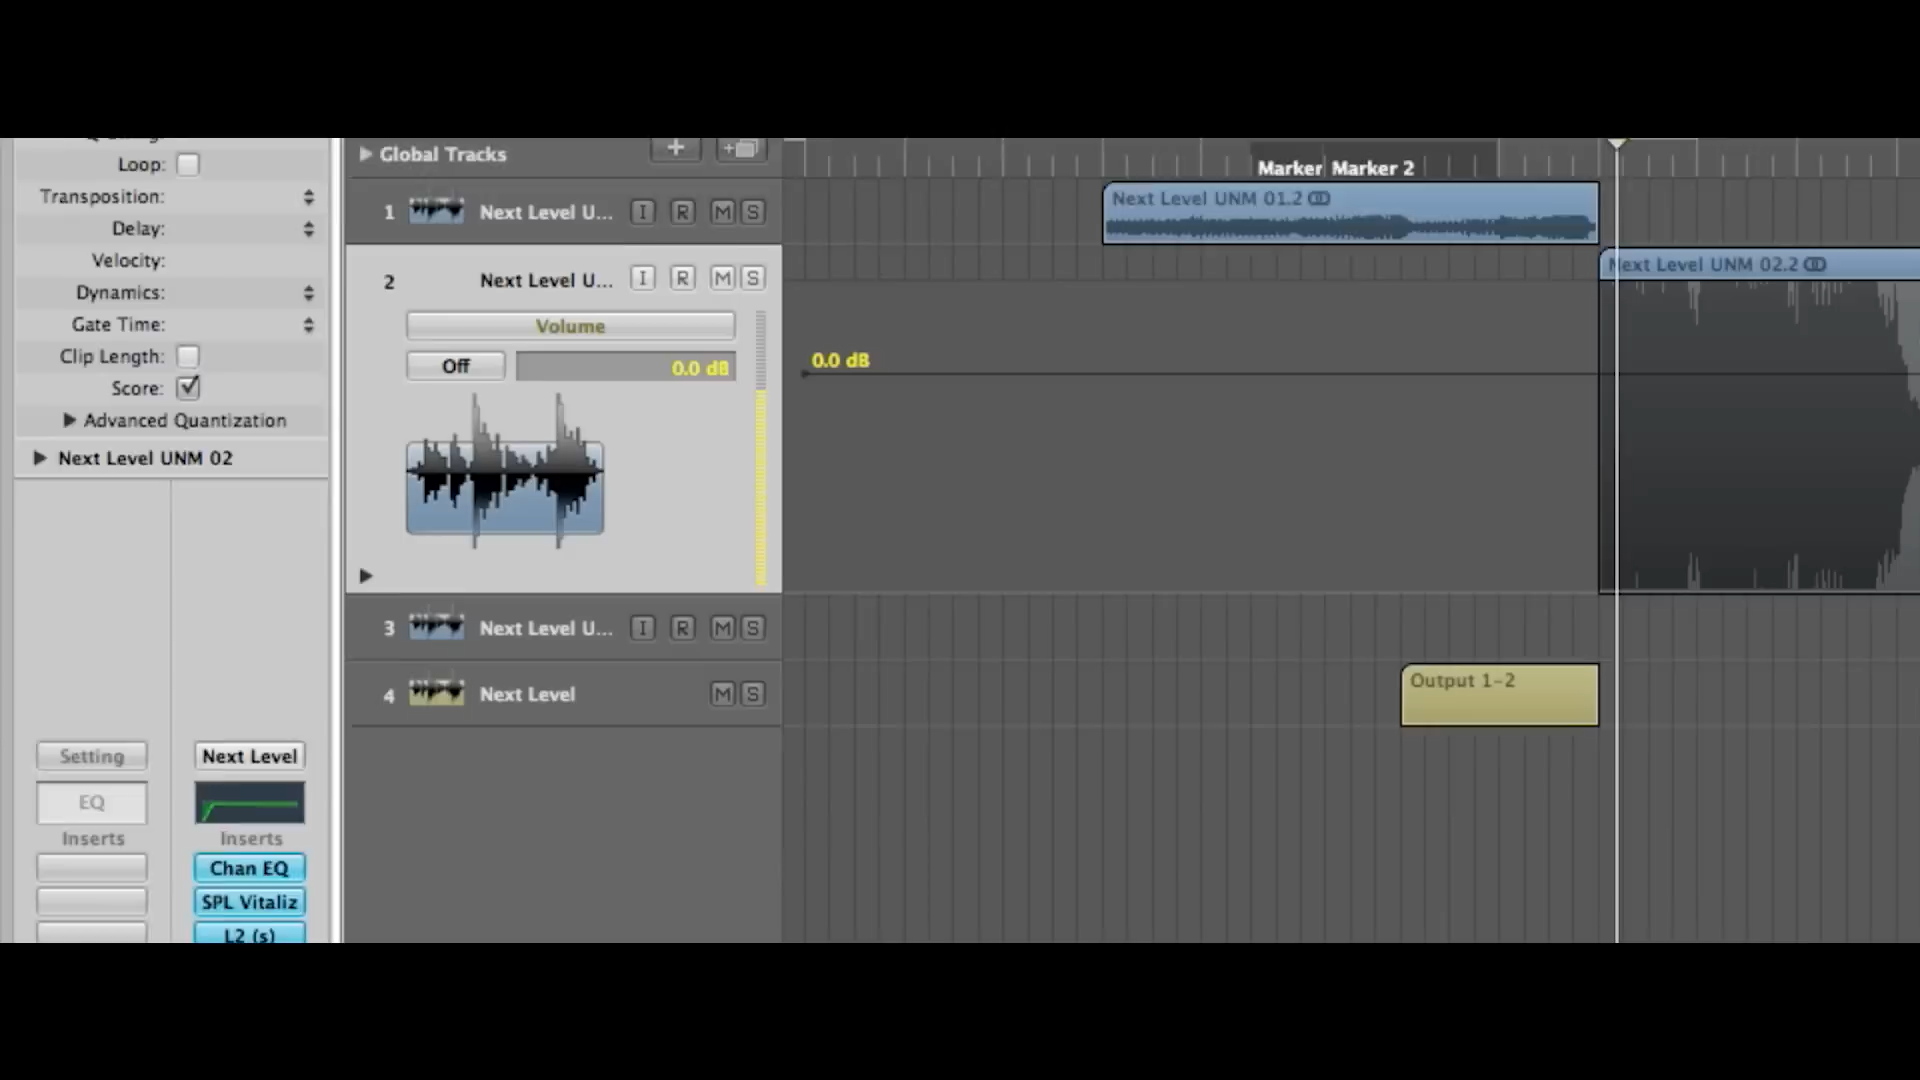 Loop:
Transposition:
Delay:
Velocity:
Dynamics:
Gate Time:
Clip Length:
Score:
Advanced Quantization
Next Level UNM 02
Setting
EQ
Inserts
Next Level
Inserts
Chan EQ
SPL Vitaliz
L2 (s)
Global Tracks
1 Next Level U... I R M S
2 Next Level U... I R M S
Volume
Off 0.0 dB
3 Next Level U... I R M S
4 Next Level M S
Marker Marker 2
Next Level UNM 01.2
Next Level UNM 02.2
0.0 dB
Output 1-2